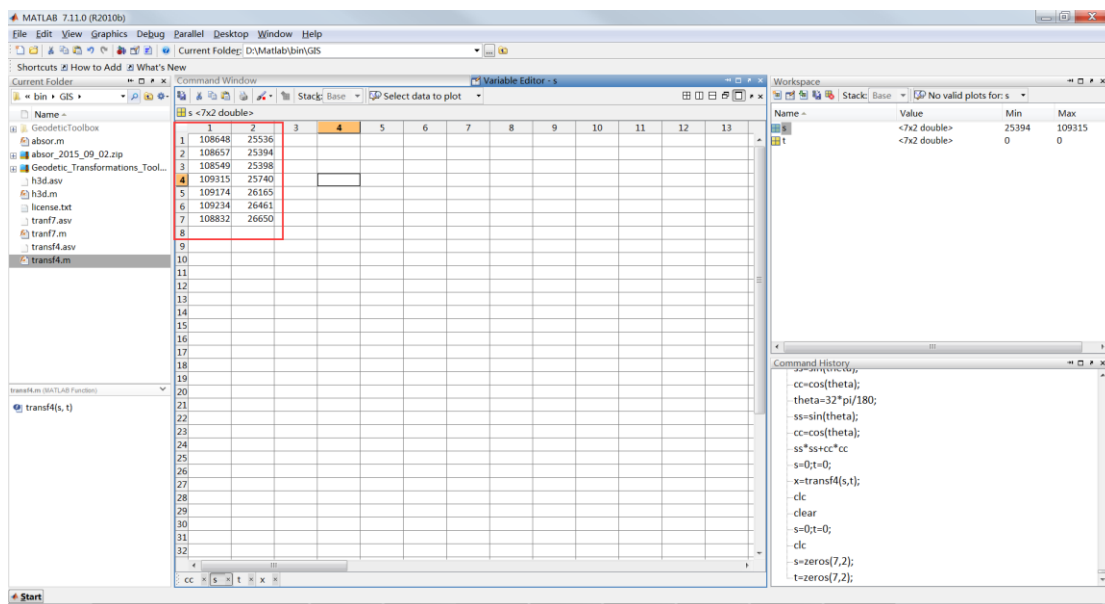 MATLAB 7.11.0 (R2010b)
File Edit View Graphics Debug Parallel Desktop Window Help
Current Folder: D:\Matlab\bin\GIS
Shortcuts How to Add What's New
Current Folder
« bin ▸ GIS ▸
Name
GeodeticToolbox
absor.m
absor_2015_09_02.zip
Geodetic_Transformations_Tool...
h3d.asv
h3d.m
license.txt
tranf7.asv
tranf7.m
transf4.asv
transf4.m
transf4.m (MATLAB Function)
transf4(s, t)
Command Window
Variable Editor - s
Stack: Base Select data to plot
s <7x2 double>
1 2 3 4 5 6 7 8 9 10 11 12 13
1 108648 25536
2 108657 25394
3 108549 25398
4 109315 25740
5 109174 26165
6 109234 26461
7 108832 26650
8
9
10
11
12
13
14
15
16
17
18
19
20
21
22
23
24
25
26
27
28
29
30
31
32
cc s t x
Workspace
Stack: Base No valid plots for: s
Name Value Min Max
s <7x2 double> 25394 109315
t <7x2 double> 0 0
Command History
ss=sin(theta);
cc=cos(theta);
theta=32*pi/180;
ss=sin(theta);
cc=cos(theta);
ss*ss+cc*cc
s=0;t=0;
x=transf4(s,t);
clc
clear
s=0;t=0;
clc
s=zeros(7,2);
t=zeros(7,2);
Start